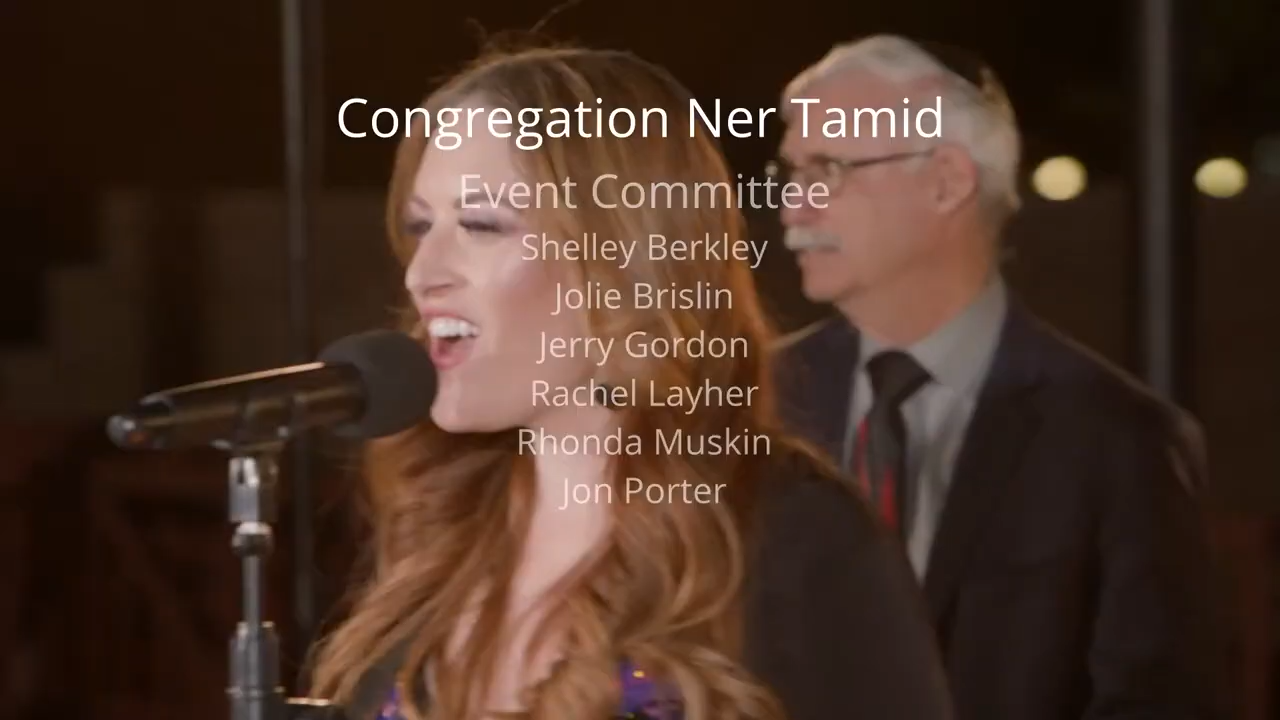 Congregation Ner Tamid
Event Committee
Shelley Berkley
Jolie Brislin
Jerry Gordon
Rachel Layher
Rhonda Muskin
Jon Porter